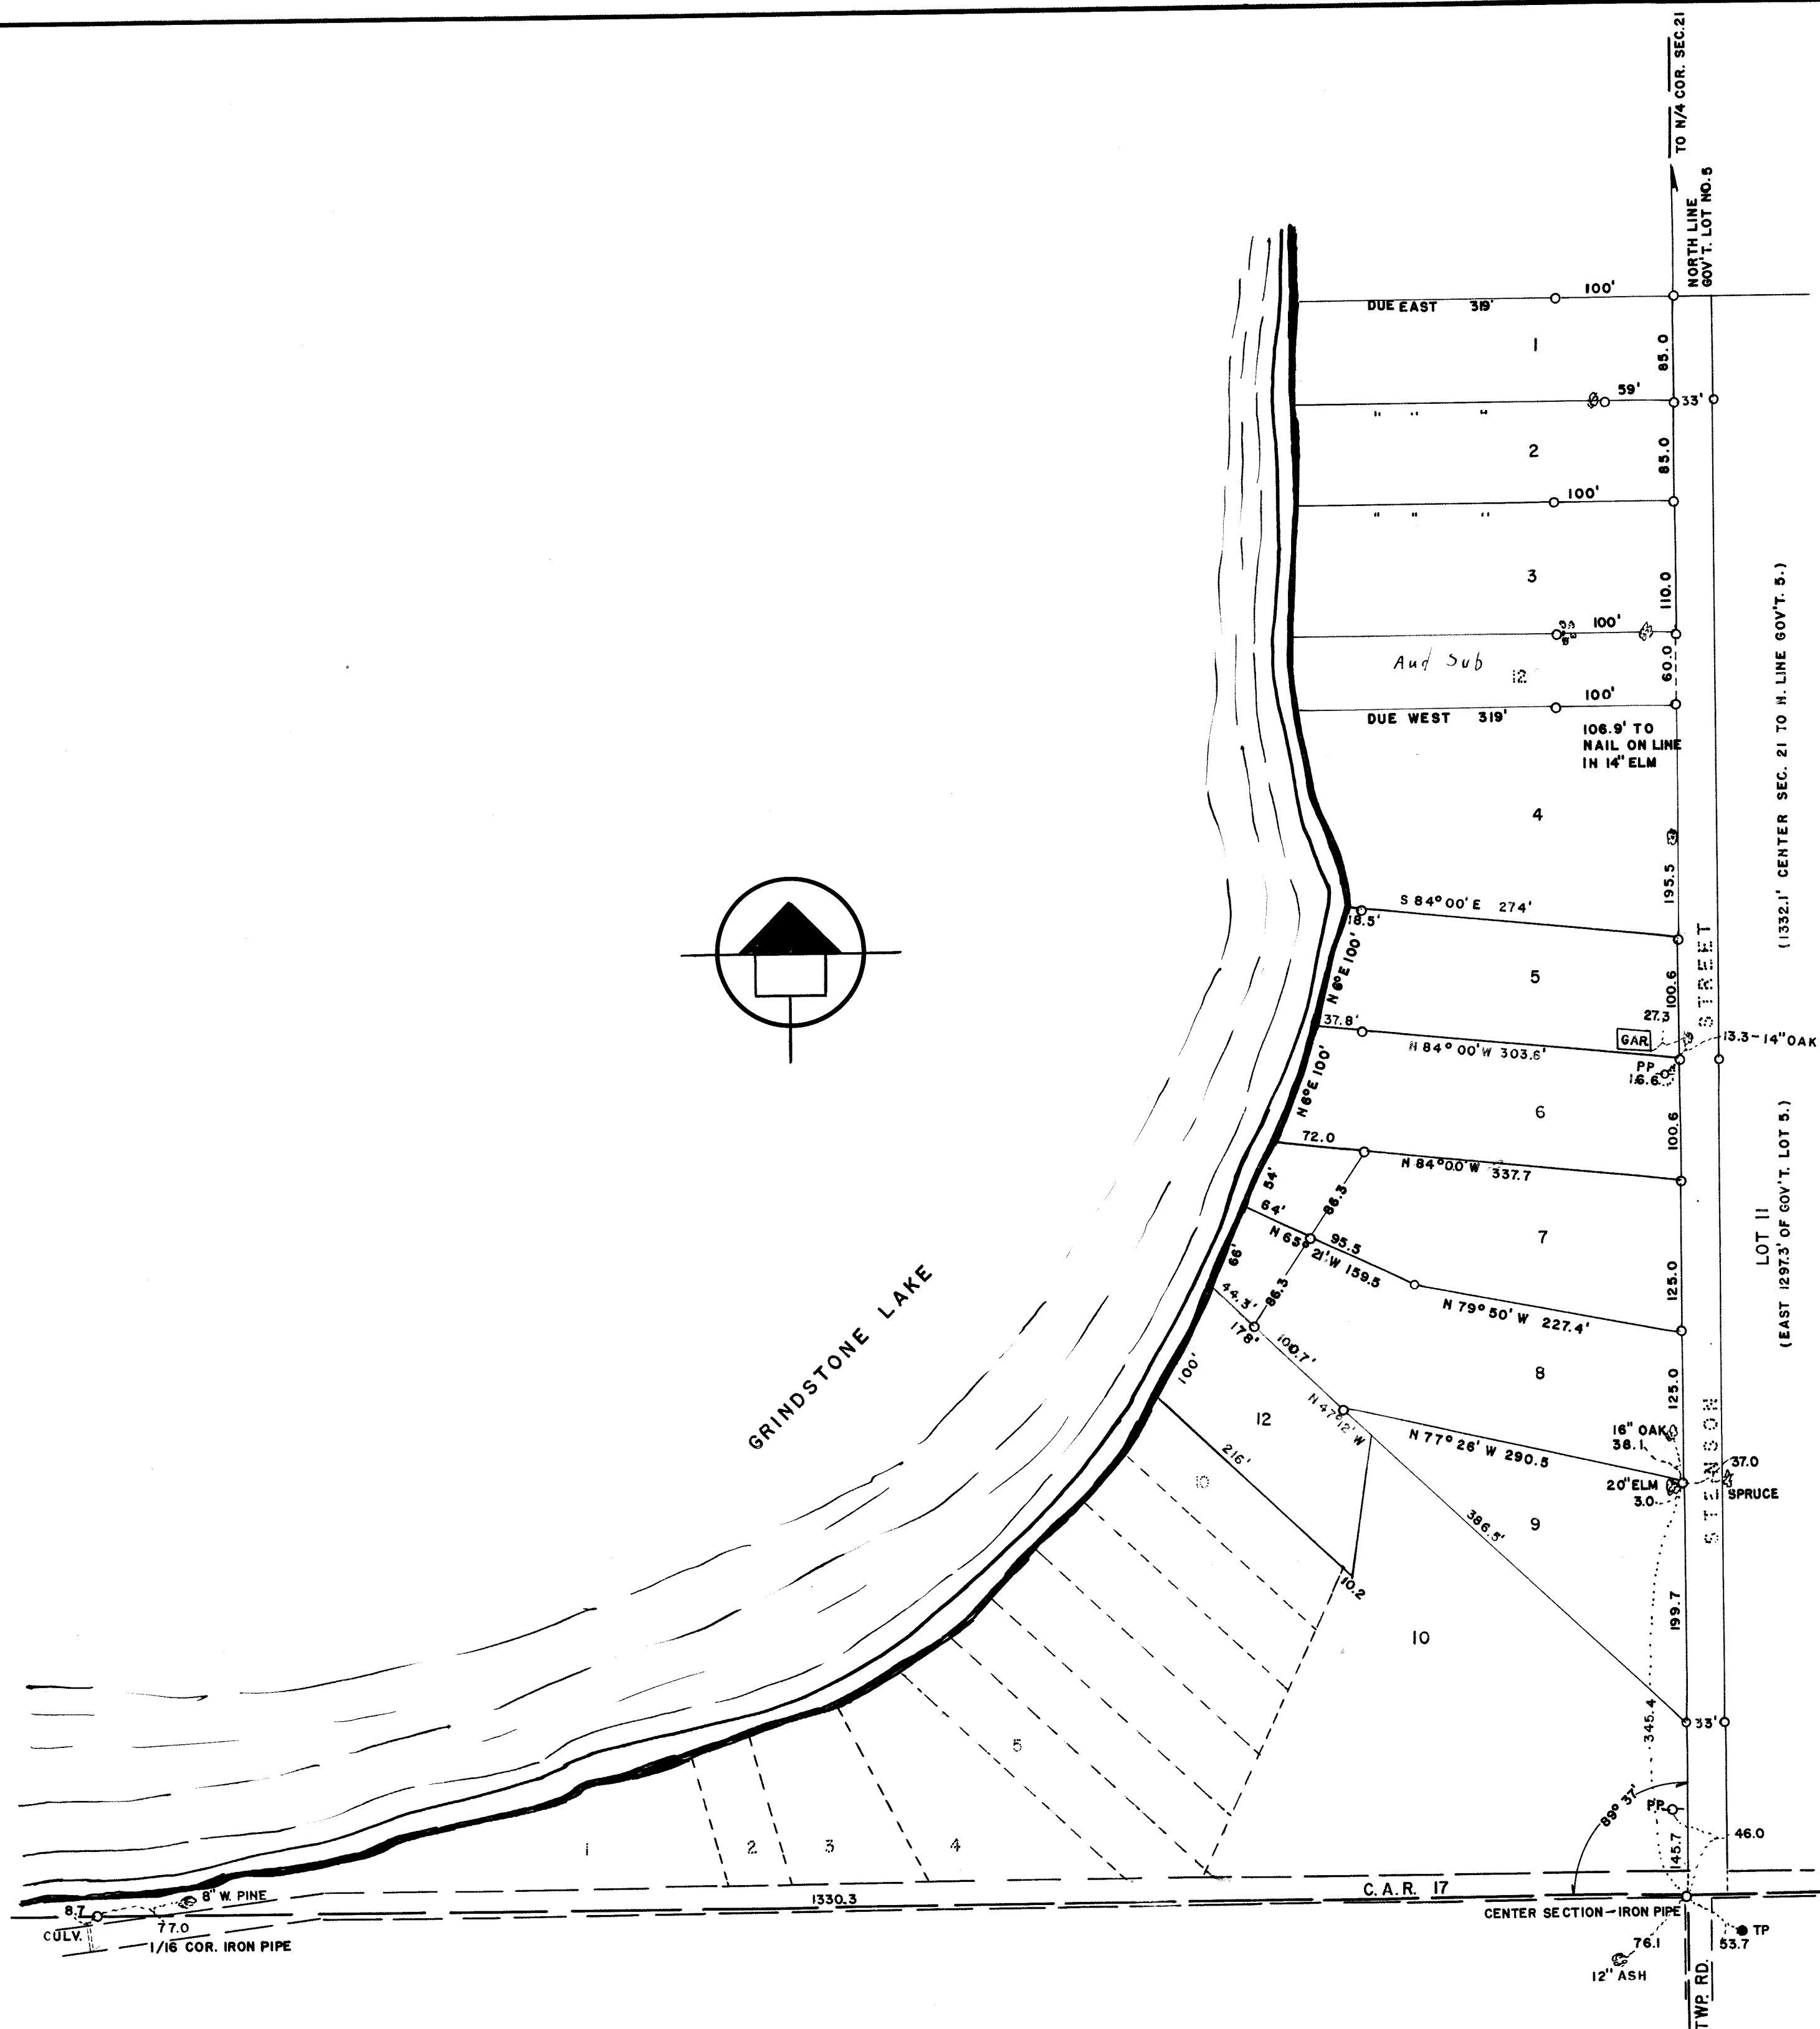 TO N/4 COR. SEC.21
NORTH LINE
GOV'T. LOT NO.5
100'
DUE EAST 319'
1
85.0
59'
33'
" " "
2
85.0
100'
" " "
3
110.0
100'
And Sub
12
60.0
100'
DUE WEST 319'
106.9' TO
NAIL ON LINE
IN 14" ELM
4
195.5
(1332.1' CENTER SEC. 21 TO H. LINE GOV'T. 5.)
S 84° 00' E 274'
18.5'
N 6° E 100'
5
100.6
STREET
27.3
37.8'
GAR.
13.3-14" OAK
N 84° 00' W 303.6'
PP
16.6
N 6° E 100'
6
100.6
72.0
N 84° 00' W 337.7
54'
86.3
64'
N 65° 21' W 159.5
95.5
7
125.0
LOT 11
(EAST 1297.3' OF GOV'T. LOT 5.)
66'
86.3
44.3'
178'
N 79° 50' W 227.4'
GRINDSTONE LAKE
100'
100.7'
8
125.0
12
N 47° 12' W
N 77° 26' W 290.5
16" OAK
38.1
37.0
20" ELM
3.0
SPRUCE
STENSON
216'
10
386.5'
9
10.2
199.7
10
345.4
33'
5
89° 37'
PP
46.0
145.7
1
2
3
4
8" W. PINE
8.7
77.0
CULV.
1/16 COR. IRON PIPE
1330.3
C. A. R. 17
CENTER SECTION - IRON PIPE
TP
76.1
53.7
12" ASH
TWP. RD.